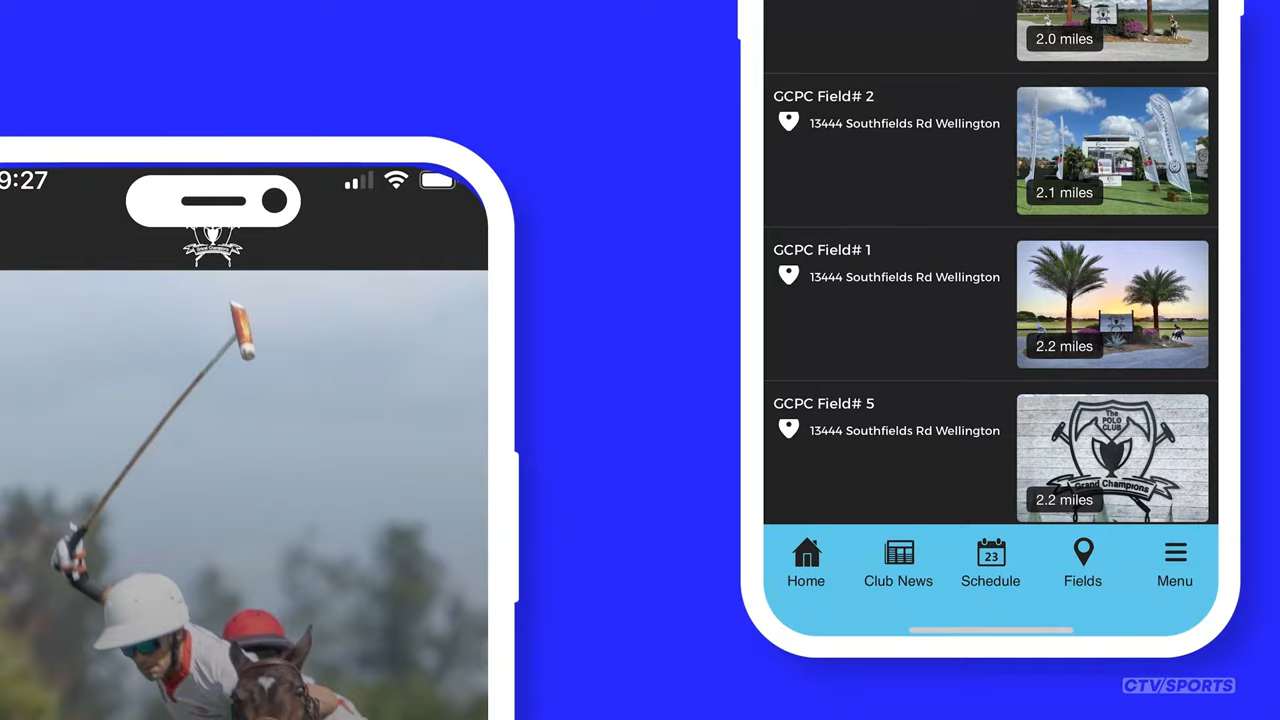 9:27
Grand Champions
2.0 miles
GCPC Field# 2
13444 Southfields Rd Wellington
2.1 miles
GCPC Field# 1
13444 Southfields Rd Wellington
2.2 miles
GCPC Field# 5
13444 Southfields Rd Wellington
The
POLO
CLUB
Grand Champions
2.2 miles
23
Home
Club News
Schedule
Fields
Menu
CTV/SPORTS